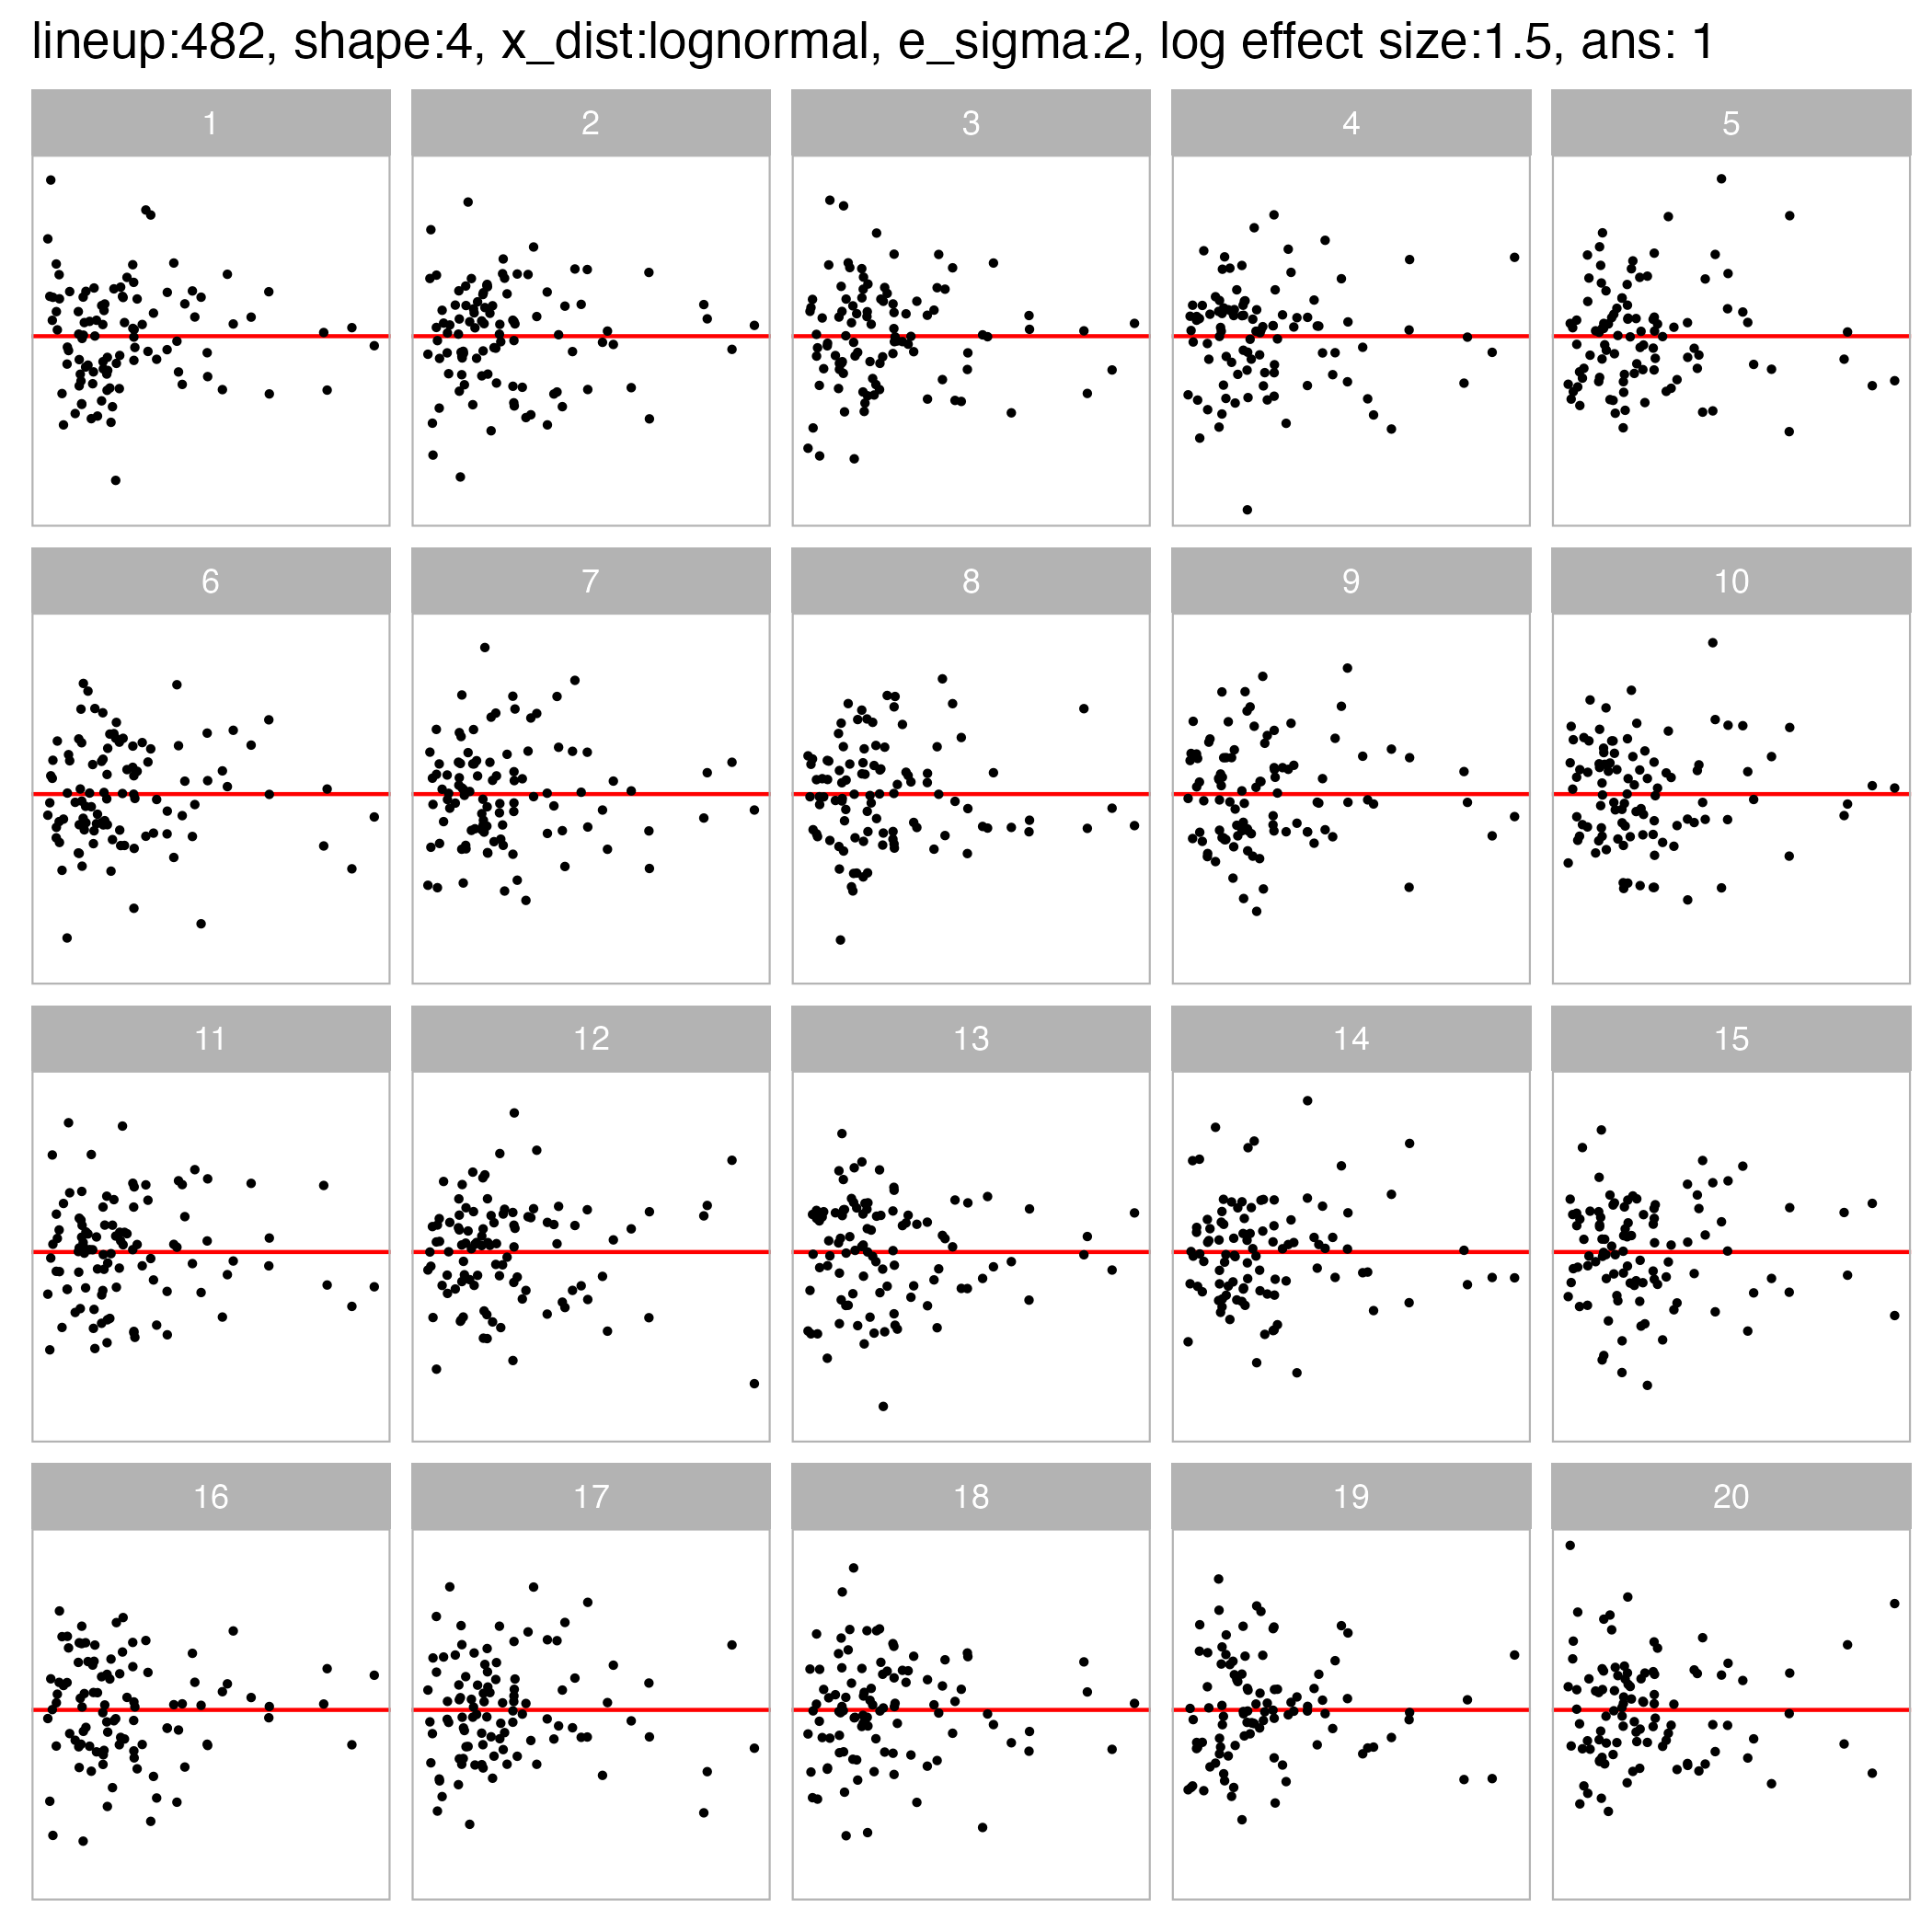 lineup:482, shape:4, x_dist:lognormal, e_sigma:2, log effect size:1.5, ans: 1
1 2 3 4 5
6 7 8 9 10
11 12 13 14 15
16 17 18 19 20